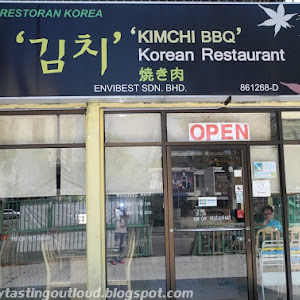 RESTORAN KOREA
'김치' 'KIMCHI BBQ'
Korean Restaurant
焼き肉
ENVIBEST SDN. BHD.
861268-D
OPEN
ytastingoutloud.blogspot.com